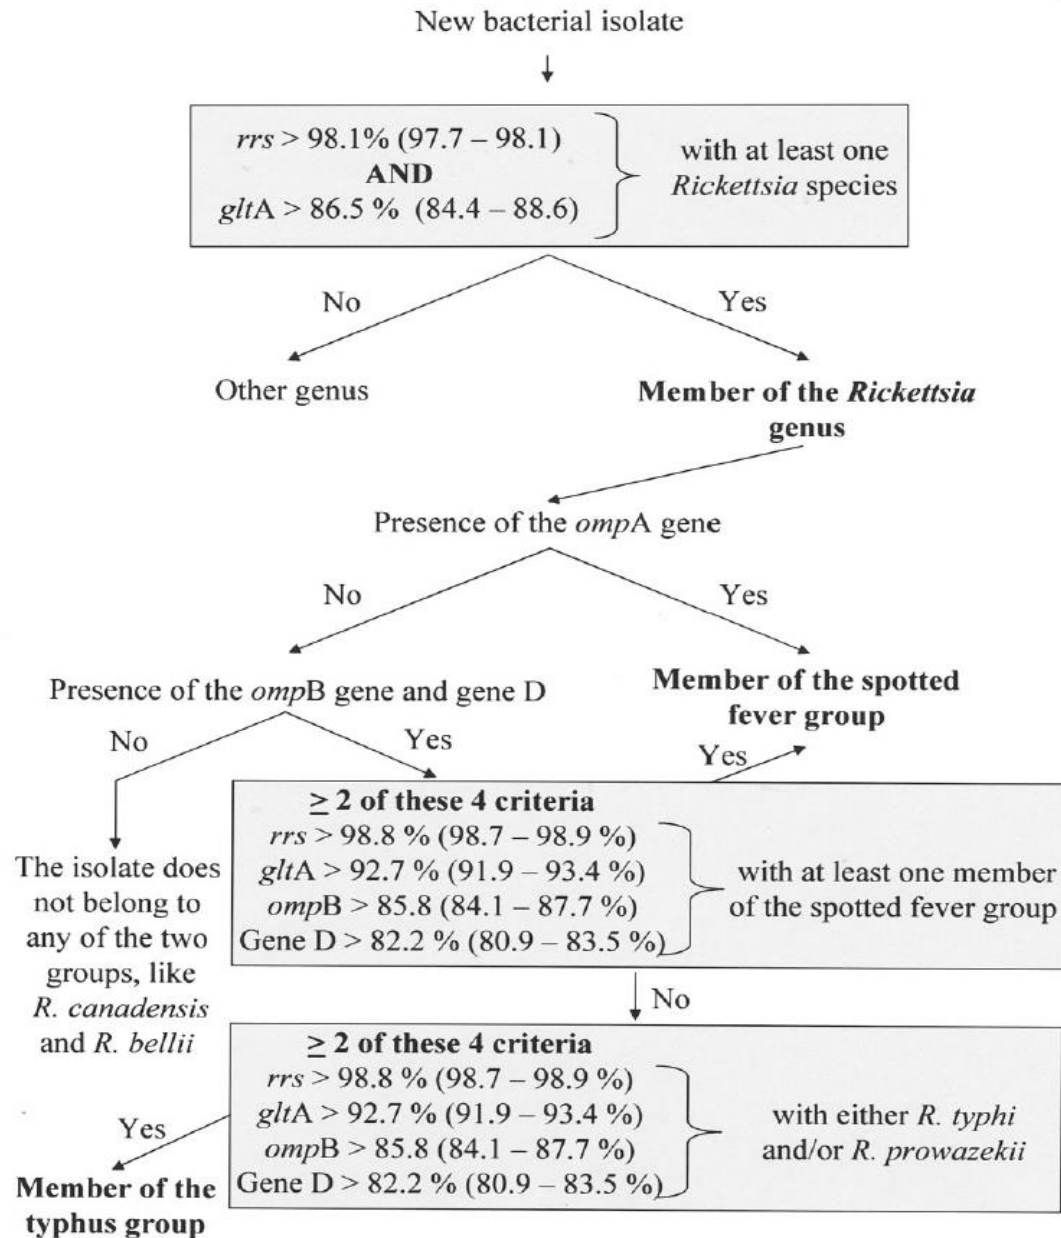 New bacterial isolate
rrs > 98.1% (97.7 – 98.1)
AND
gltA > 86.5 % (84.4 – 88.6)
with at least one
Rickettsia species
No
Yes
Other genus
Member of the Rickettsia
genus
Presence of the ompA gene
No
Yes
Presence of the ompB gene and gene D
Member of the spotted
fever group
No
Yes
Yes
≥ 2 of these 4 criteria
rrs > 98.8 % (98.7 – 98.9 %)
gltA > 92.7 % (91.9 – 93.4 %)
ompB > 85.8 (84.1 – 87.7 %)
Gene D > 82.2 % (80.9 – 83.5 %)
with at least one member
of the spotted fever group
The isolate does
not belong to
any of the two
groups, like
R. canadensis
and R. bellii
No
≥ 2 of these 4 criteria
rrs > 98.8 % (98.7 – 98.9 %)
gltA > 92.7 % (91.9 – 93.4 %)
ompB > 85.8 (84.1 – 87.7 %)
Gene D > 82.2 % (80.9 – 83.5 %)
with either R. typhi
and/or R. prowazekii
Yes
Member of the
typhus group